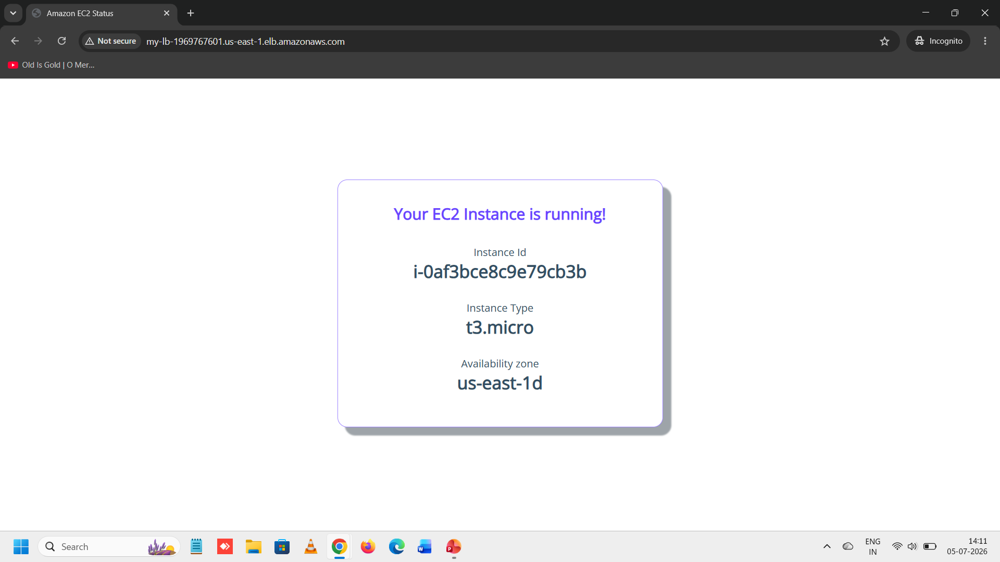 Amazon EC2 Status
Not secure
my-lb-1969767601.us-east-1.elb.amazonaws.com
Incognito
Old Is Gold | O Mer...
Your EC2 Instance is running!
Instance Id
i-0af3bce8c9e79cb3b
Instance Type
t3.micro
Availability zone
us-east-1d
Search
W
P
ENG
IN
14:11
05-07-2026